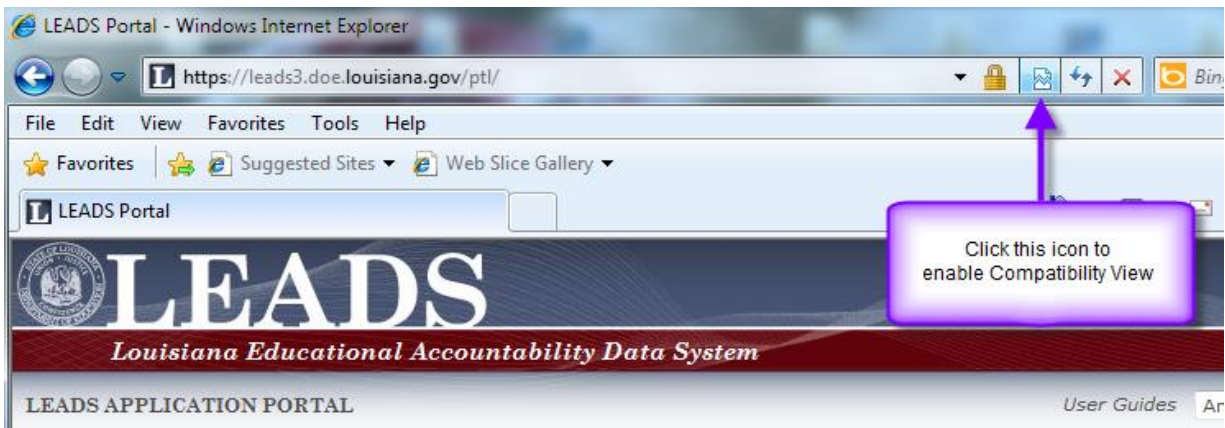 LEADS Portal - Windows Internet Explorer
https://leads3.doe.louisiana.gov/ptl/
File Edit View Favorites Tools Help
Favorites Suggested Sites Web Slice Gallery
LEADS Portal
Click this icon to
enable Compatibility View
LEADS
Louisiana Educational Accountability Data System
LEADS APPLICATION PORTAL User Guides